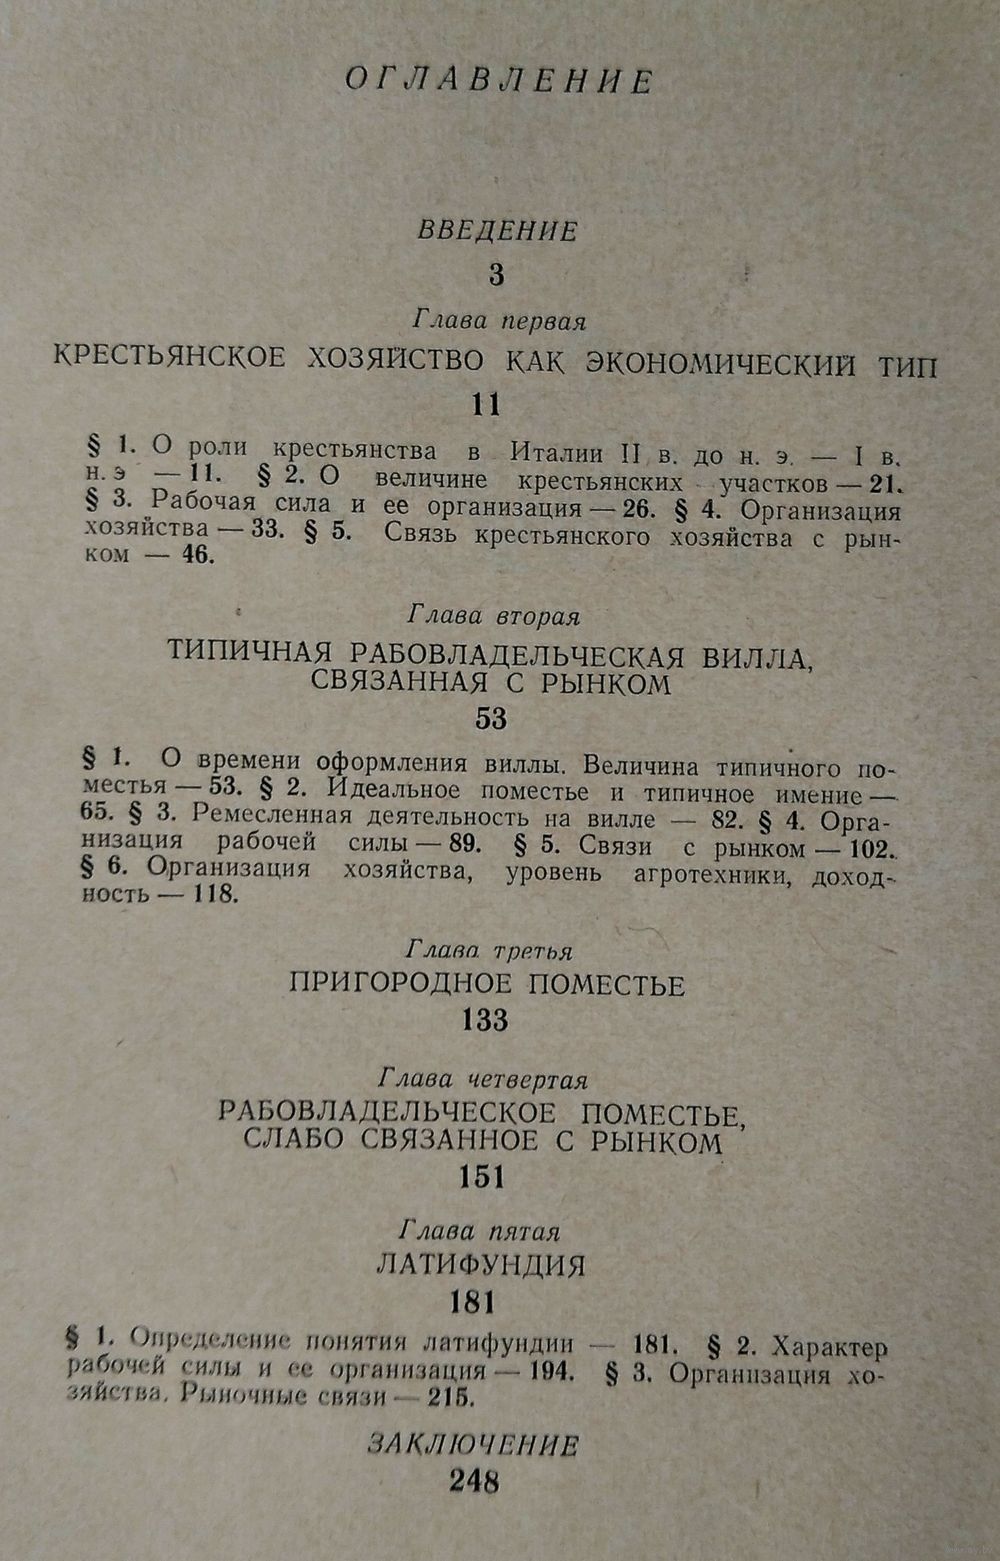 ОГЛАВЛЕНИЕ
ВВЕДЕНИЕ
3
Глава первая
КРЕСТЬЯНСКОЕ ХОЗЯЙСТВО КАК ЭКОНОМИЧЕСКИЙ ТИП
11
§ 1. О роли крестьянства в Италии II в. до н. э. — I в.
н. э — 11. § 2. О величине крестьянских участков — 21.
§ 3. Рабочая сила и ее организация — 26. § 4. Организация
хозяйства — 33. § 5. Связь крестьянского хозяйства с рын-
ком — 46.
Глава вторая
ТИПИЧНАЯ РАБОВЛАДЕЛЬЧЕСКАЯ ВИЛЛА,
СВЯЗАННАЯ С РЫНКОМ
53
§ 1. О времени оформления виллы. Величина типичного по-
местья — 53. § 2. Идеальное поместье и типичное имение —
65. § 3. Ремесленная деятельность на вилле — 82. § 4. Орга-
низация рабочей силы — 89. § 5. Связи с рынком — 102.
§ 6. Организация хозяйства, уровень агротехники, доход-
ность — 118.
Глава третья
ПРИГОРОДНОЕ ПОМЕСТЬЕ
133
Глава четвертая
РАБОВЛАДЕЛЬЧЕСКОЕ ПОМЕСТЬЕ,
СЛАБО СВЯЗАННОЕ С РЫНКОМ
151
Глава пятая
ЛАТИФУНДИЯ
181
§ 1. Определение понятия латифундии — 181. § 2. Характер
рабочей силы и ее организация — 194. § 3. Организация хо-
зяйства. Рыночные связи — 215.
ЗАКЛЮЧЕНИЕ
248